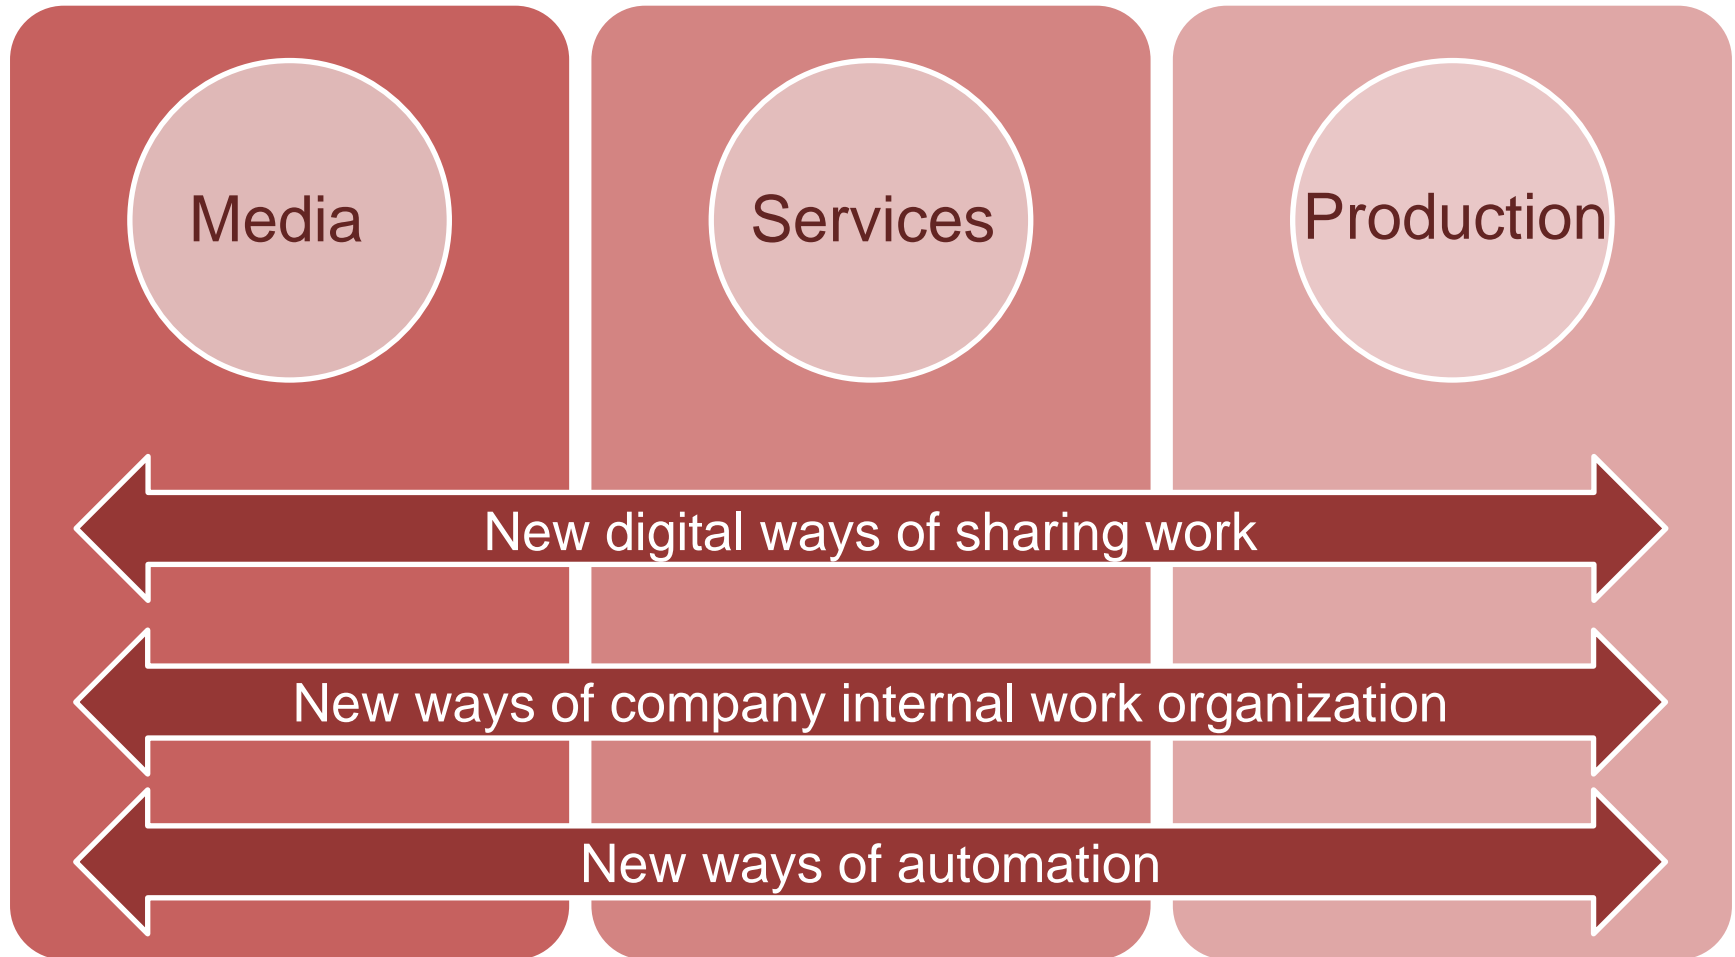 Media
Services
Production
New digital ways of sharing work
New ways of company internal work organization
New ways of automation